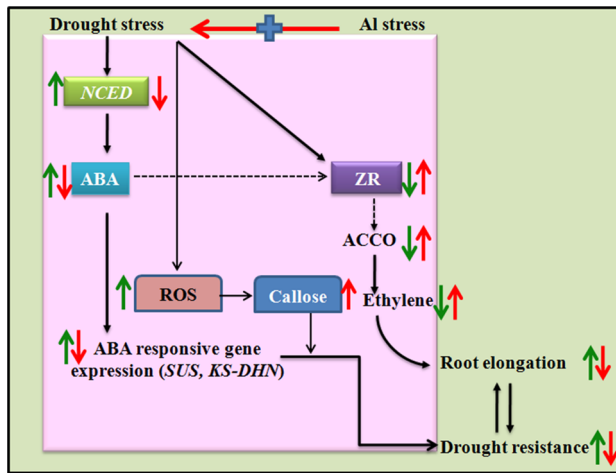 Drought stress
Al stress
NCED
ABA
ZR
ACCO
ROS
Callose
Ethylene
ABA responsive gene
expression (SUS, KS-DHN)
Root elongation
Drought resistance